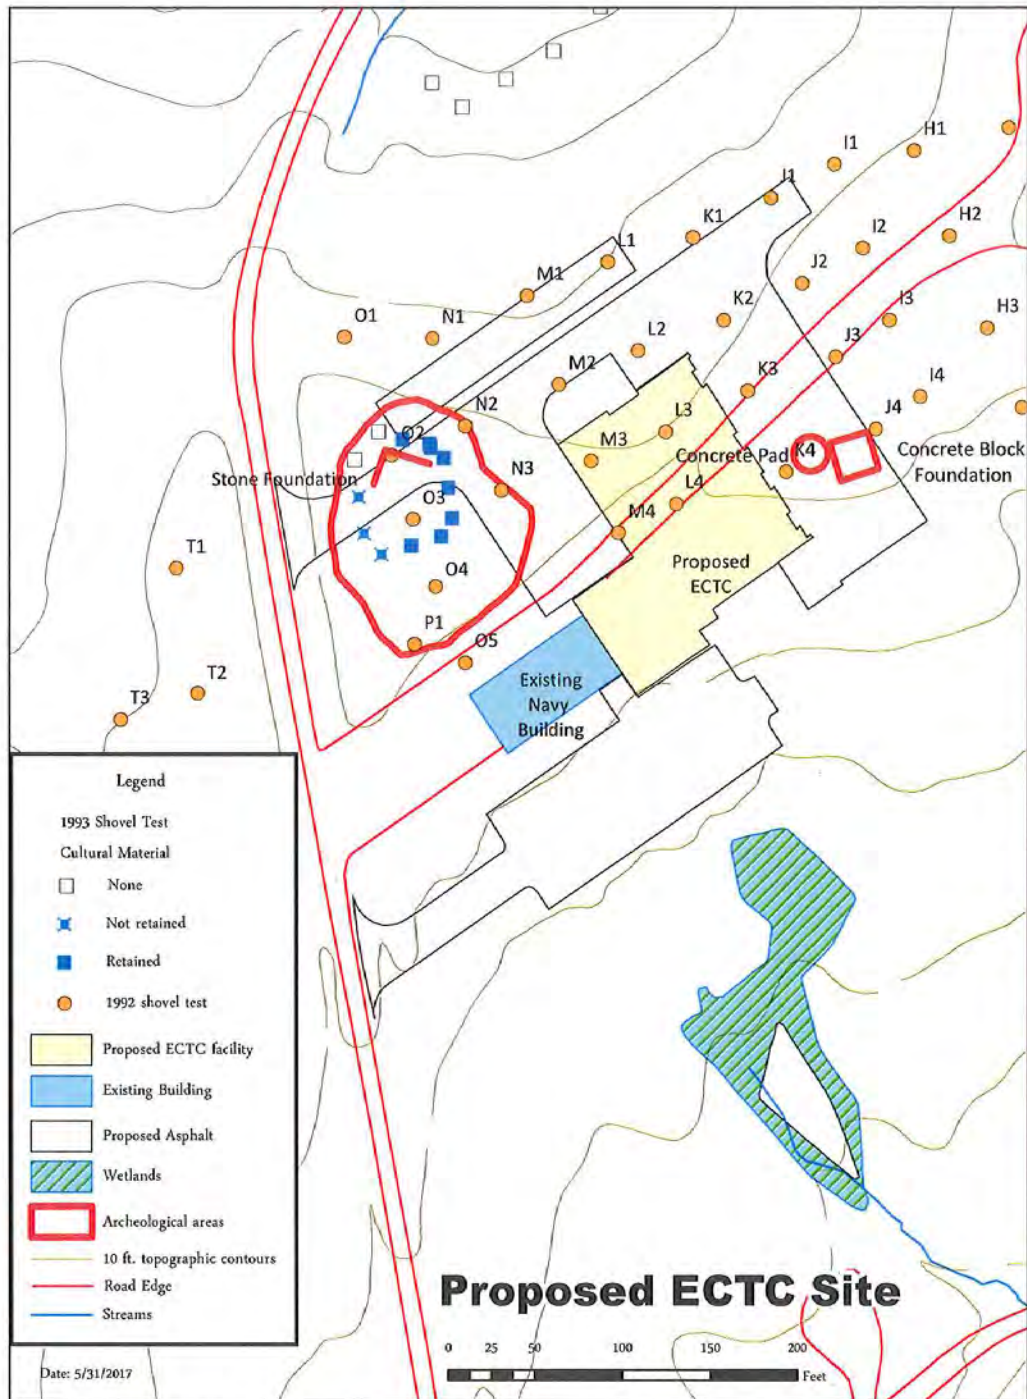 H1
I1
J1
K1
H2
I2
L1
J2
M1
I3
K2
O1
N1
H3
L2
J3
M2
K3
I4
N2
L3
J4
O2
M3
K4
Concrete Pad
Concrete Block
Foundation
Stone Foundation
N3
L4
O3
M4
T1
Proposed
ECTC
O4
P1
O5
T2
T3
Existing
Navy
Building
Legend
1993 Shovel Test
Cultural Material
None
Not retained
Retained
1992 shovel test
Proposed ECTC facility
Existing Building
Proposed Asphalt
Wetlands
Archeological areas
10 ft. topographic contours
Road Edge
Streams
Date: 5/31/2017
Proposed ECTC Site
0 25 50 100 150 200
Feet